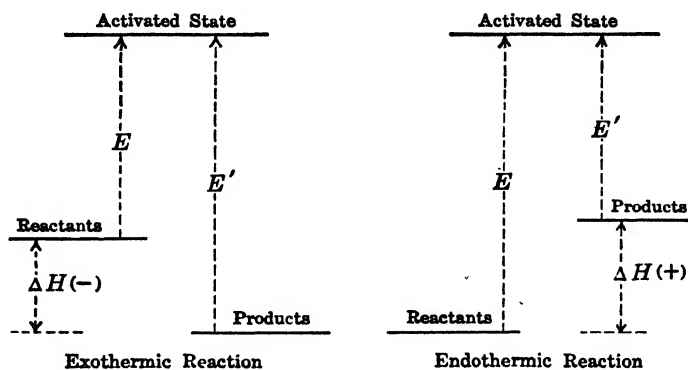 Activated State
E
E'
Reactants
ΔH(-)
Products
Exothermic Reaction
Activated State
E'
E
Products
ΔH(+)
Reactants
Endothermic Reaction